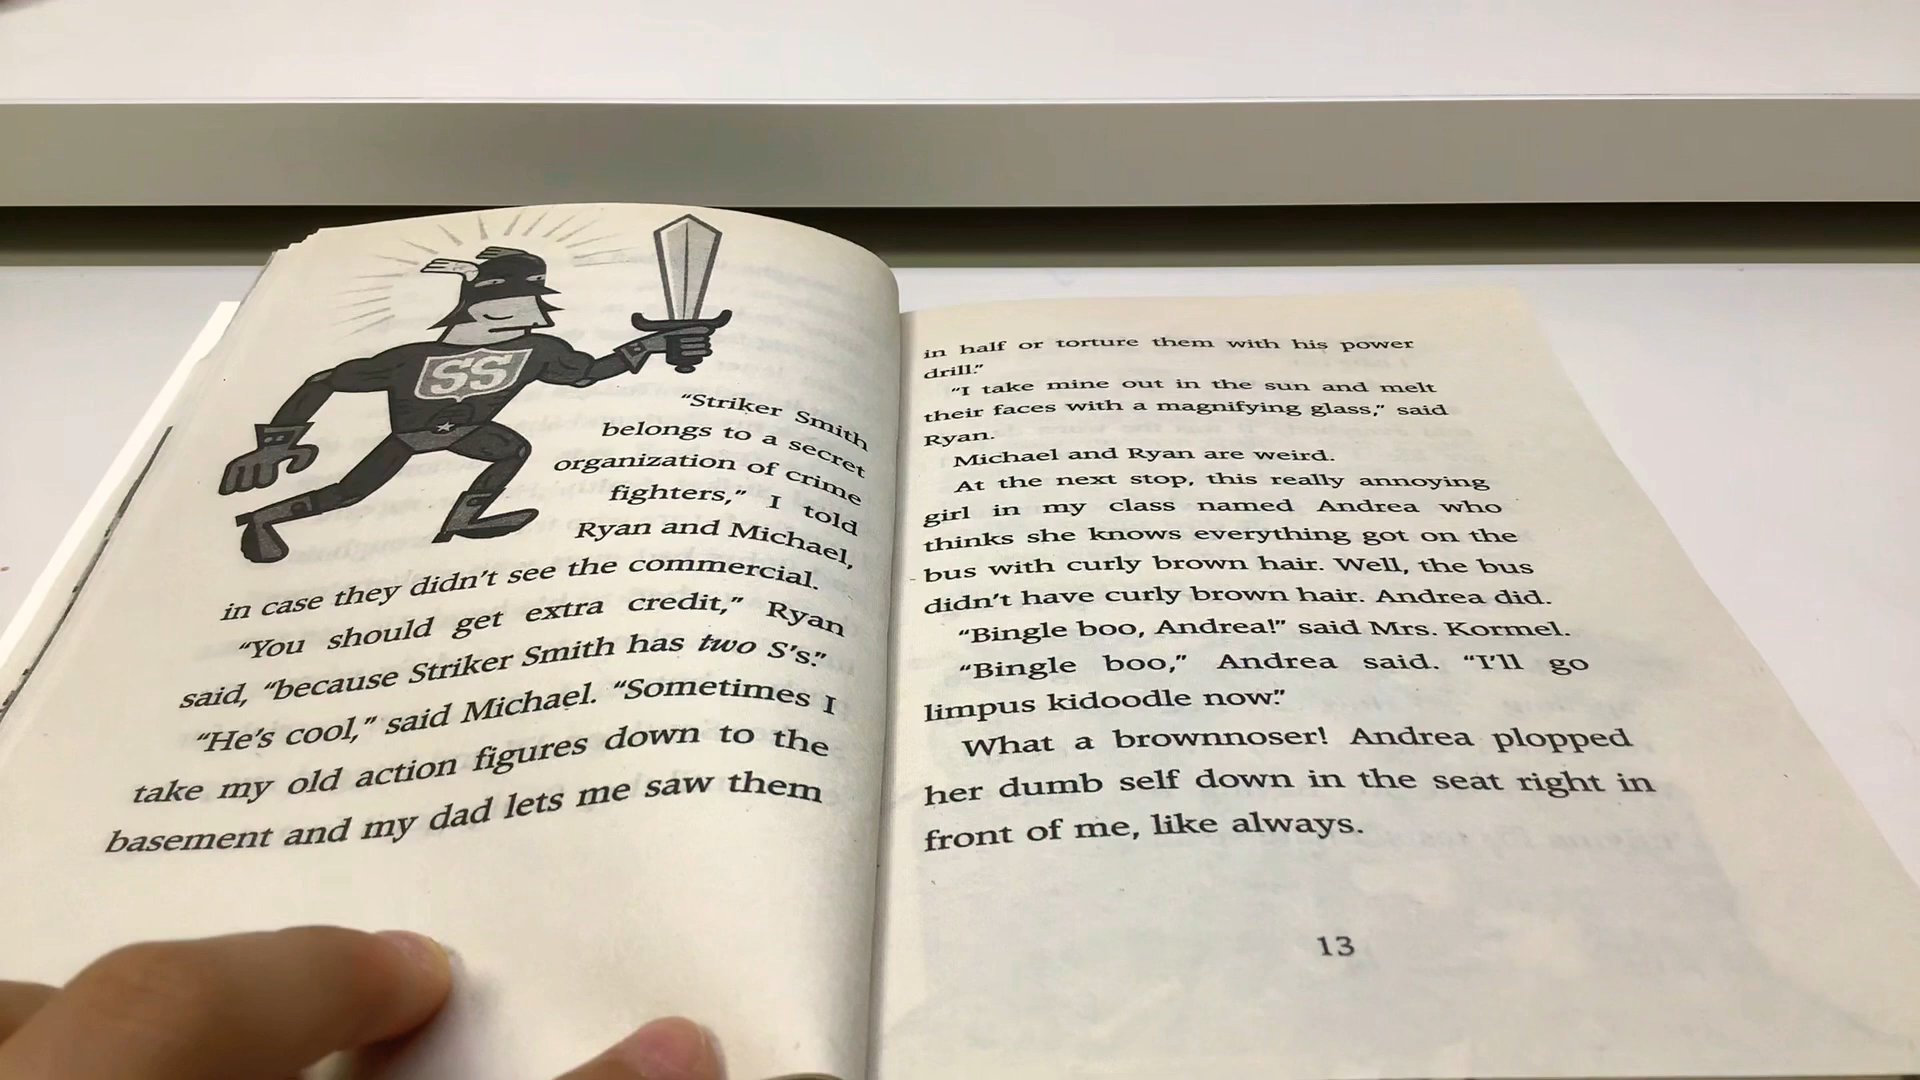 SS
“Striker Smith
belongs to a secret
organization of crime
fighters,” I told
Ryan and Michael,
in case they didn’t see the commercial.
“You should get extra credit,” Ryan
said, “because Striker Smith has two S’s.”
“He’s cool,” said Michael. “Sometimes I
take my old action figures down to the
basement and my dad lets me saw them
in half or torture them with his power
drill.”
“I take mine out in the sun and melt
their faces with a magnifying glass,” said
Ryan.
Michael and Ryan are weird.
At the next stop, this really annoying
girl in my class named Andrea who
thinks she knows everything got on the
bus with curly brown hair. Well, the bus
didn’t have curly brown hair. Andrea did.
“Bingle boo, Andrea!” said Mrs. Kormel.
“Bingle boo,” Andrea said. “I’ll go
limpus kidoodle now.”
What a brownnoser! Andrea plopped
her dumb self down in the seat right in
front of me, like always.
13